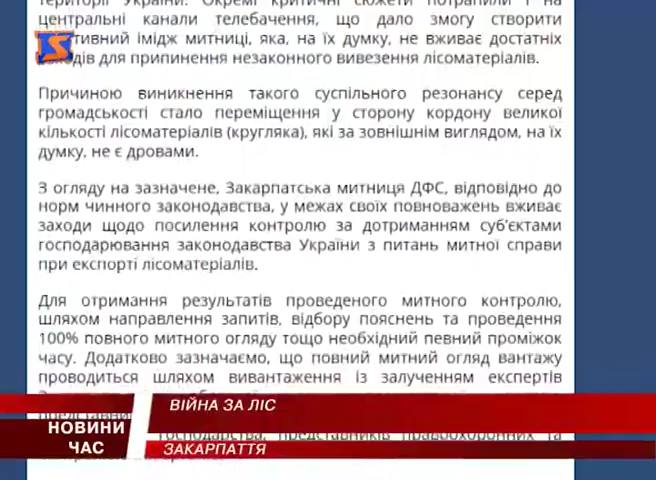 території України. Окремі критичні сюжети потрапили і на
центральні канали телебачення, що дало змогу створити
імідж митниці, яка, на їх думку, не вживає достатніх
для припинення незаконного вивезення лісоматеріалів.
Причиною виникнення такого суспільного резонансу серед
громадськості стало переміщення у сторону кордону великої
кількості лісоматеріалів (кругляка), які за зовнішнім виглядом, на їх
думку, не є дровами.
З огляду на зазначене, Закарпатська митниця ДФС, відповідно до
норм чинного законодавства, у межах своїх повноважень вживає
заходи щодо посилення контролю за дотриманням суб’єктами
господарювання законодавства України з питань митної справи
при експорті лісоматеріалів.
Для отримання результатів проведеного митного контролю,
шляхом направлення запитів, відбору пояснень та проведення
100% повного митного огляду тощо необхідний певний проміжок
часу. Додатково зазначаємо, що повний митний огляд вантажу
проводиться шляхом вивантаження із залученням експертів
ВІЙНА ЗА ЛІС
НОВИНИ
ЧАС
господарства, представників правоохоронних та
ЗАКАРПАТТЯ